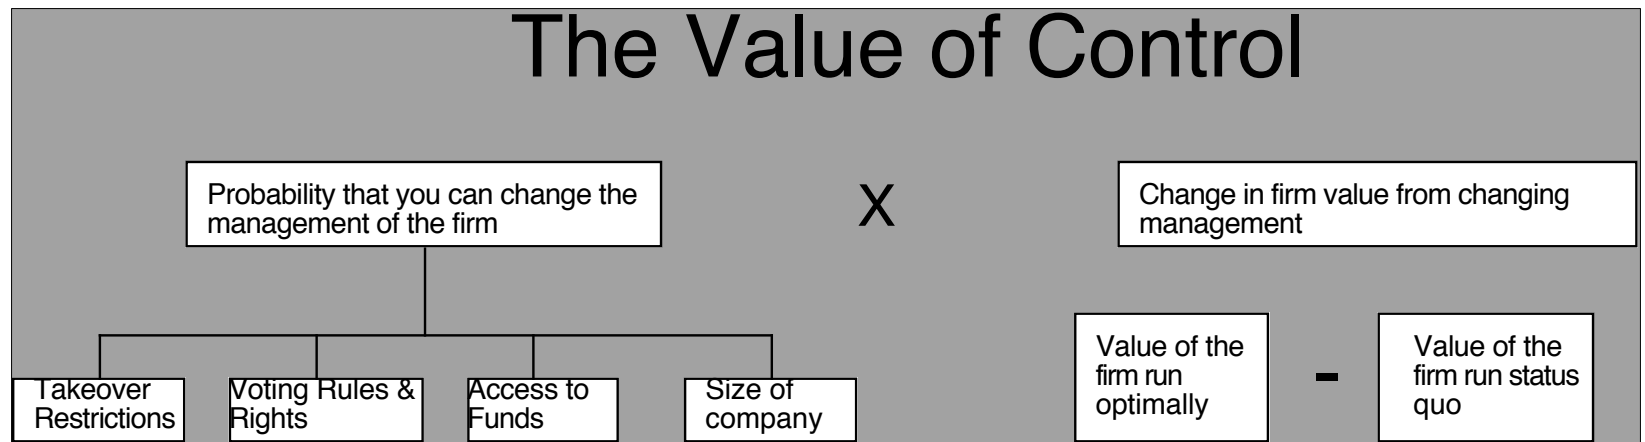 The Value of Control
Probability that you can change the
management of the firm
X
Change in firm value from changing
management
Takeover
Restrictions
Voting Rules &
Rights
Access to
Funds
Size of
company
Value of the
firm run
optimally
-
Value of the
firm run status
quo